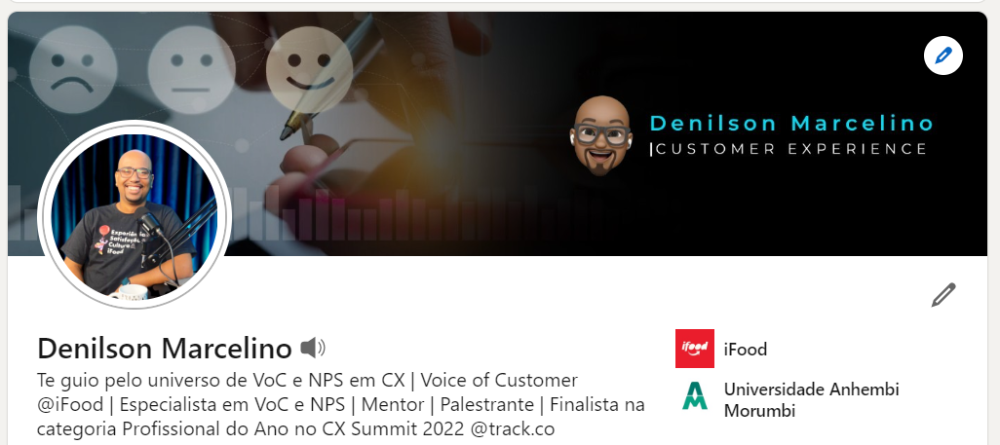 Denilson Marcelino
|CUSTOMER EXPERIENCE
Experiência
Satisfação
Cultura
iFood
Denilson Marcelino
Te guio pelo universo de VoC e NPS em CX | Voice of Customer
@iFood | Especialista em VoC e NPS | Mentor | Palestrante | Finalista na
categoria Profissional do Ano no CX Summit 2022 @track.co
ifood
iFood
Universidade Anhembi
Morumbi